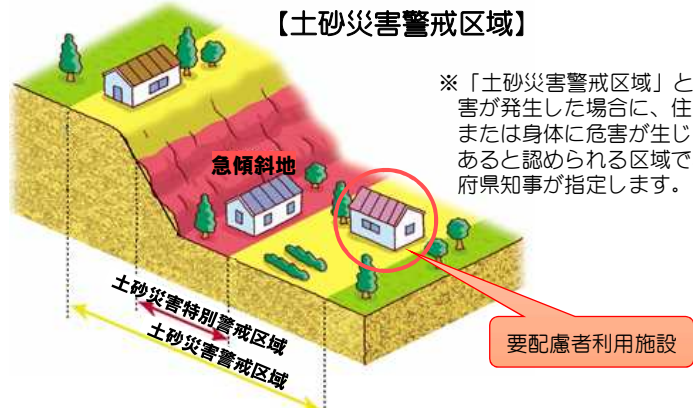 【土砂災害警戒区域】
※「土砂災害警戒区域」と
害が発生した場合に、住
または身体に危害が生じ
あると認められる区域で
府県知事が指定します。
急傾斜地
土砂災害特別警戒区域
土砂災害警戒区域
要配慮者利用施設